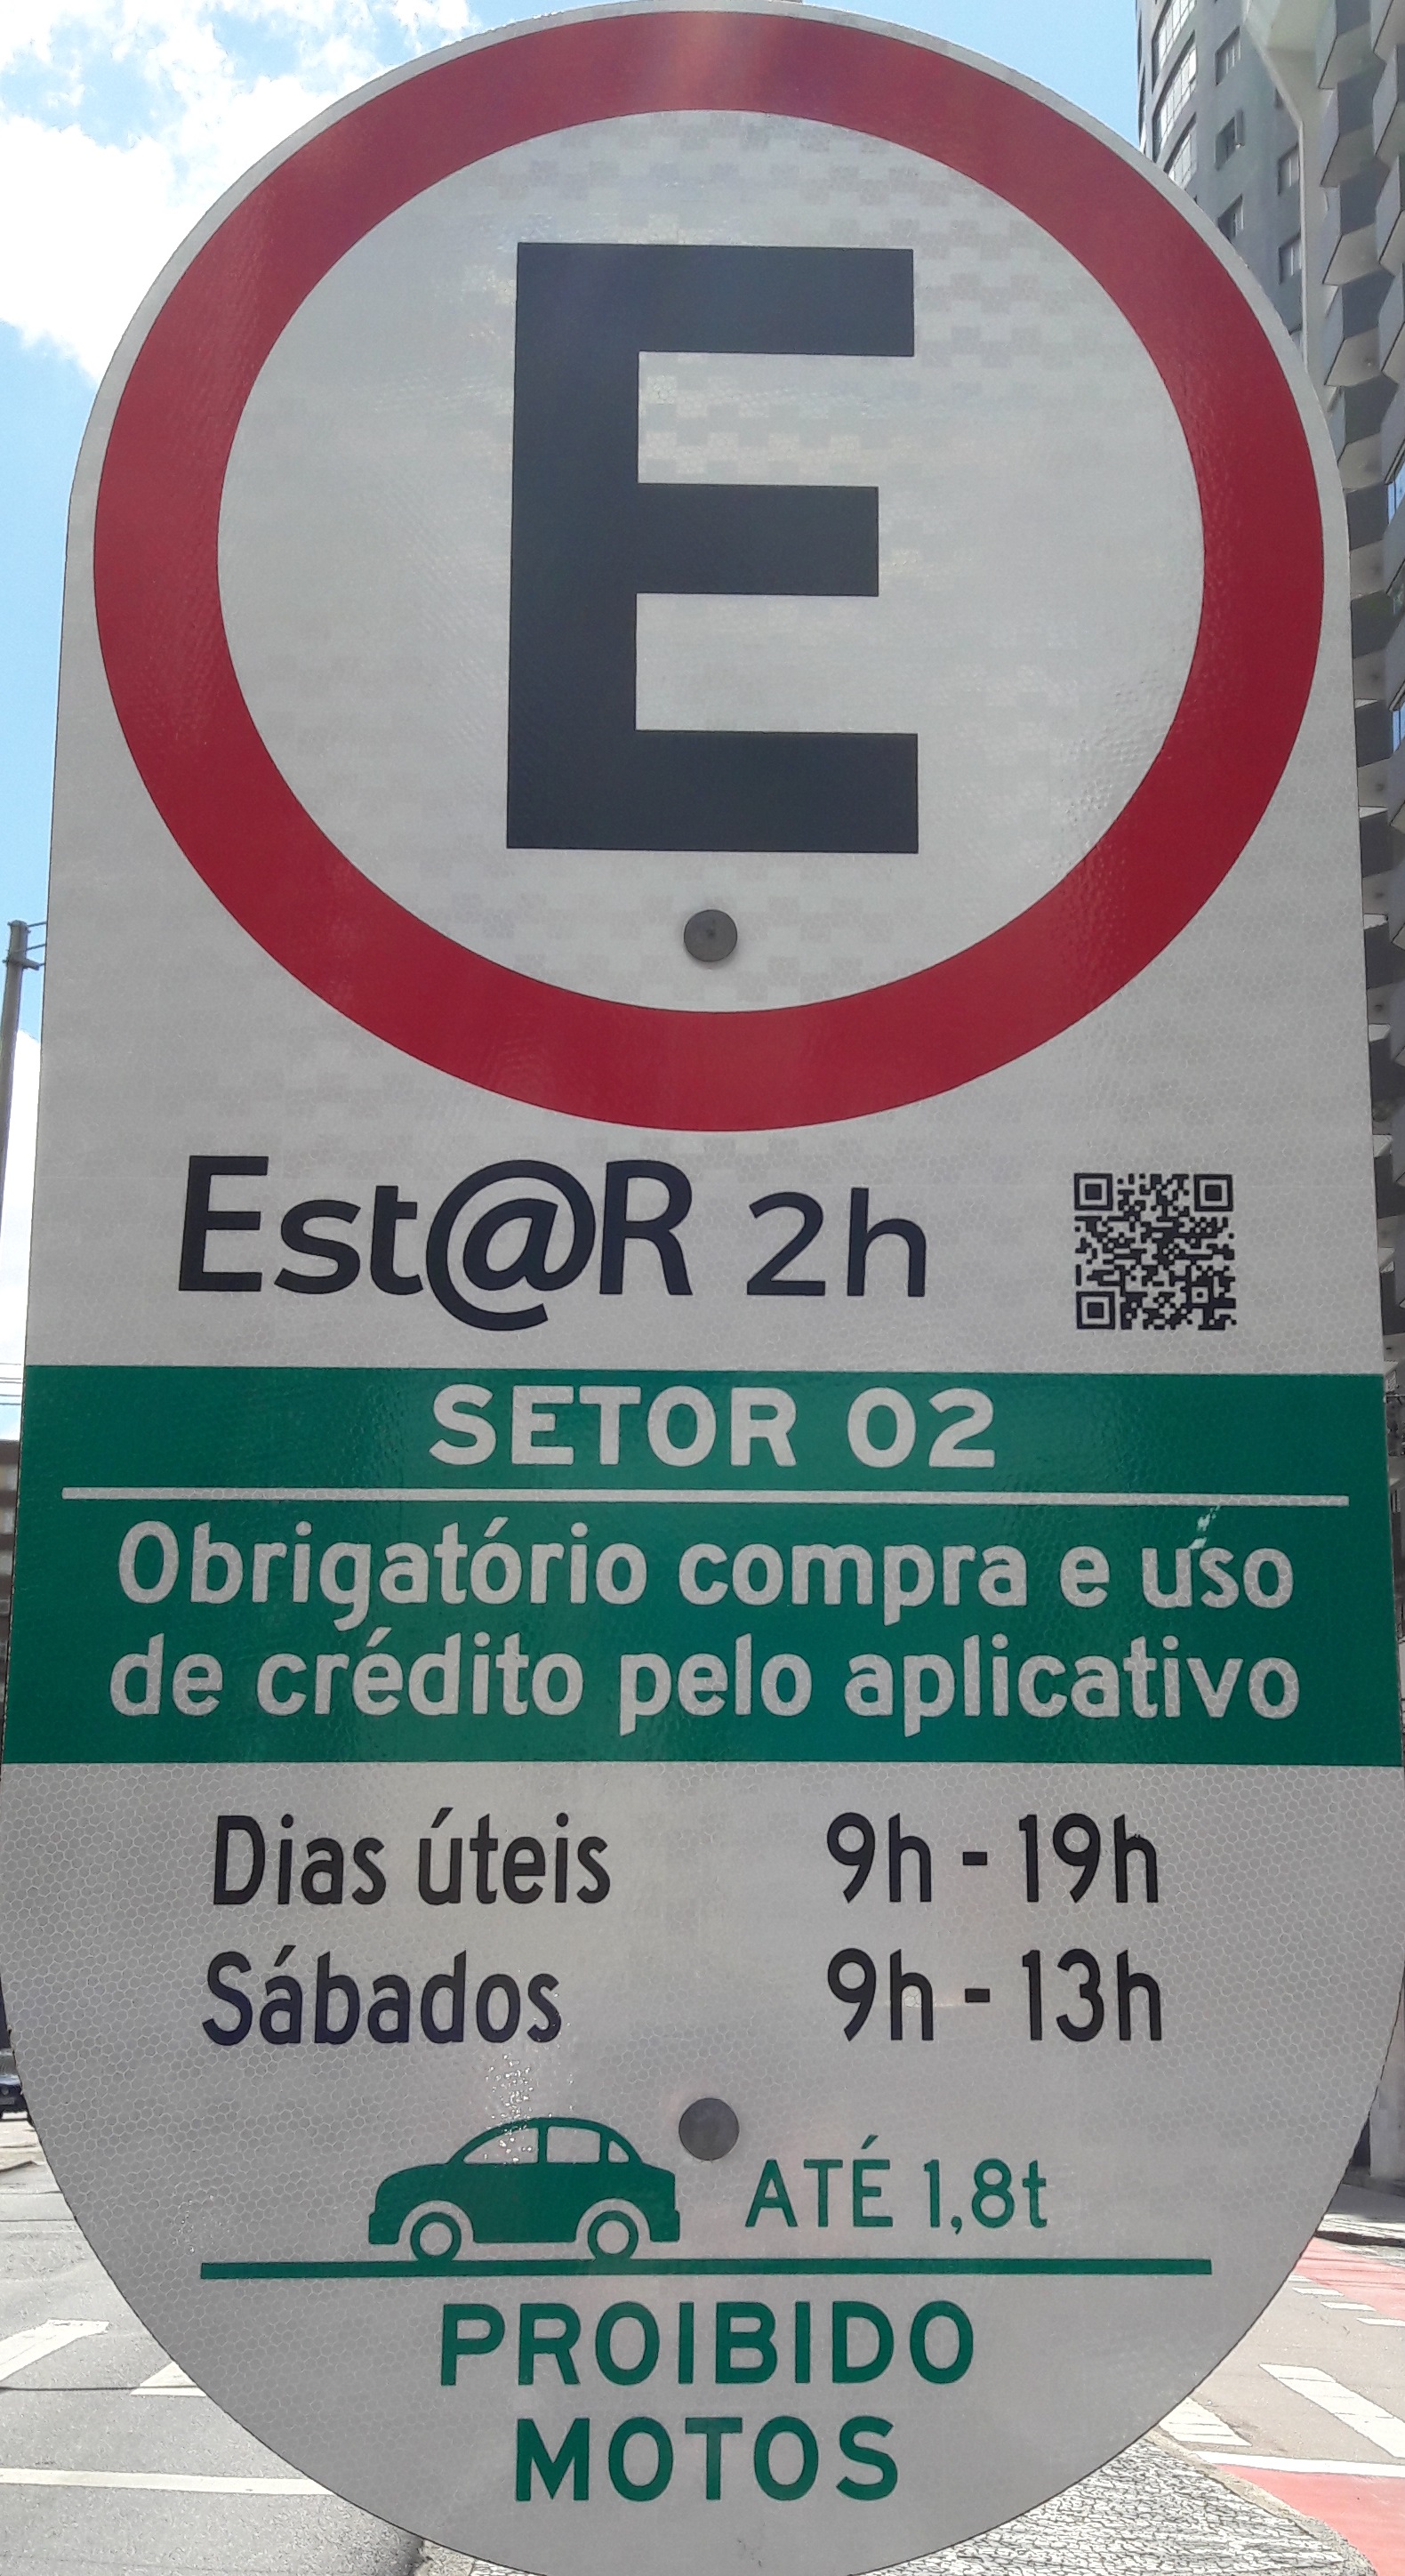 E
Est@R 2h
SETOR 02
Obrigatório compra e uso
de crédito pelo aplicativo
Dias úteis 9h - 19h
Sábados 9h - 13h
ATÉ 1,8t
PROIBIDO
MOTOS